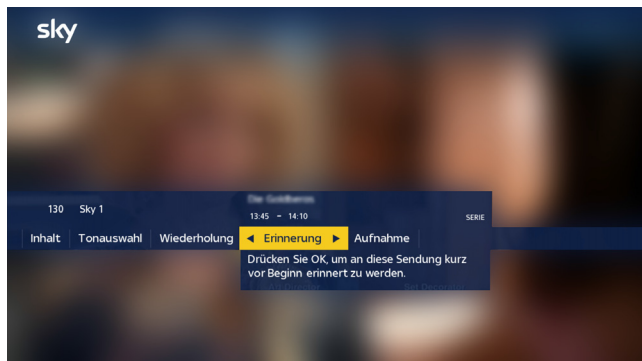 sky
Die Goldbergs
130 Sky 1
13:45 - 14:10
SERIE
Inhalt Tonauswahl Wiederholung ◀ Erinnerung ▶ Aufnahme
Drücken Sie OK, um an diese Sendung kurz
vor Beginn erinnert zu werden.